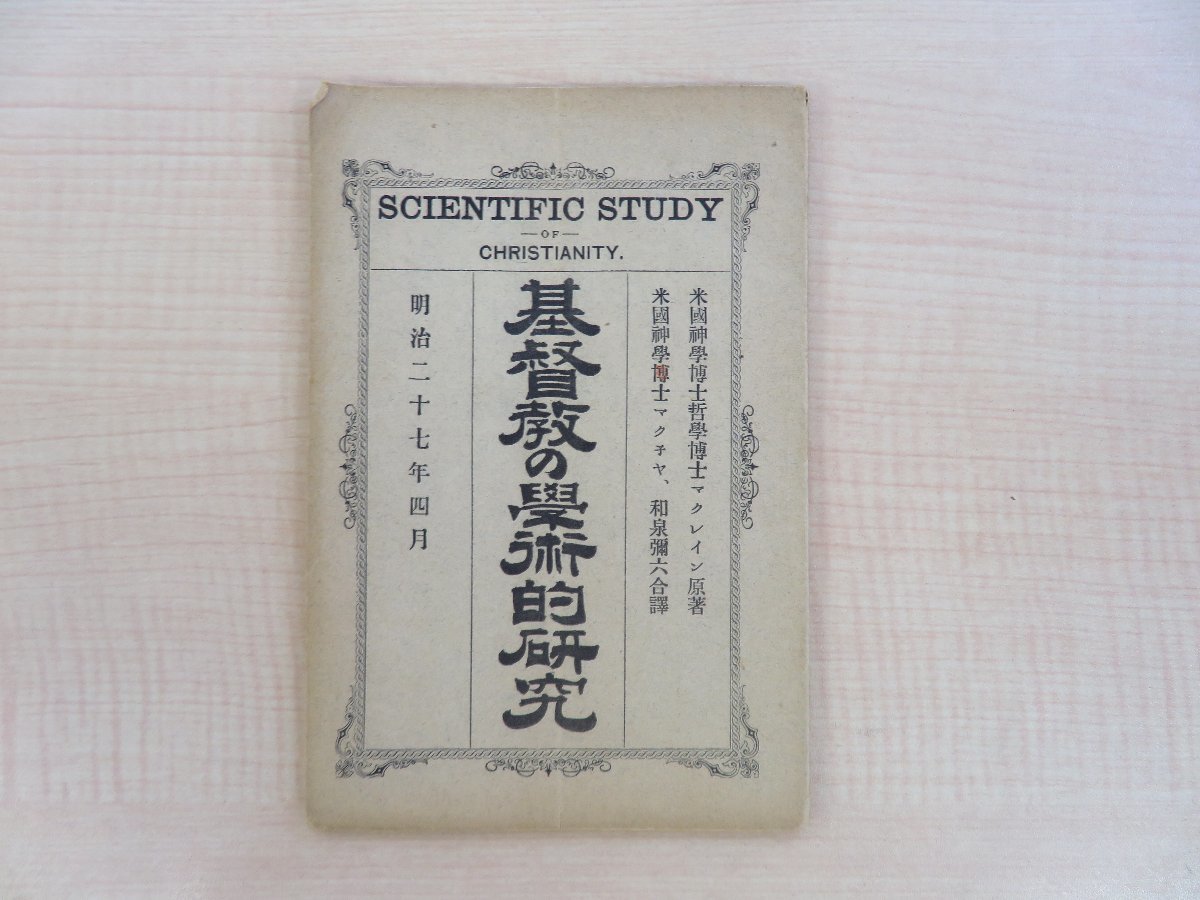 SCIENTIFIC STUDY
—OF—
CHRISTIANITY.
米國神學博士哲學博士マクレイン原著
米國神學博士マクチヤ、和泉彌六合譯
基督教の學術的研究
明治二十七年四月